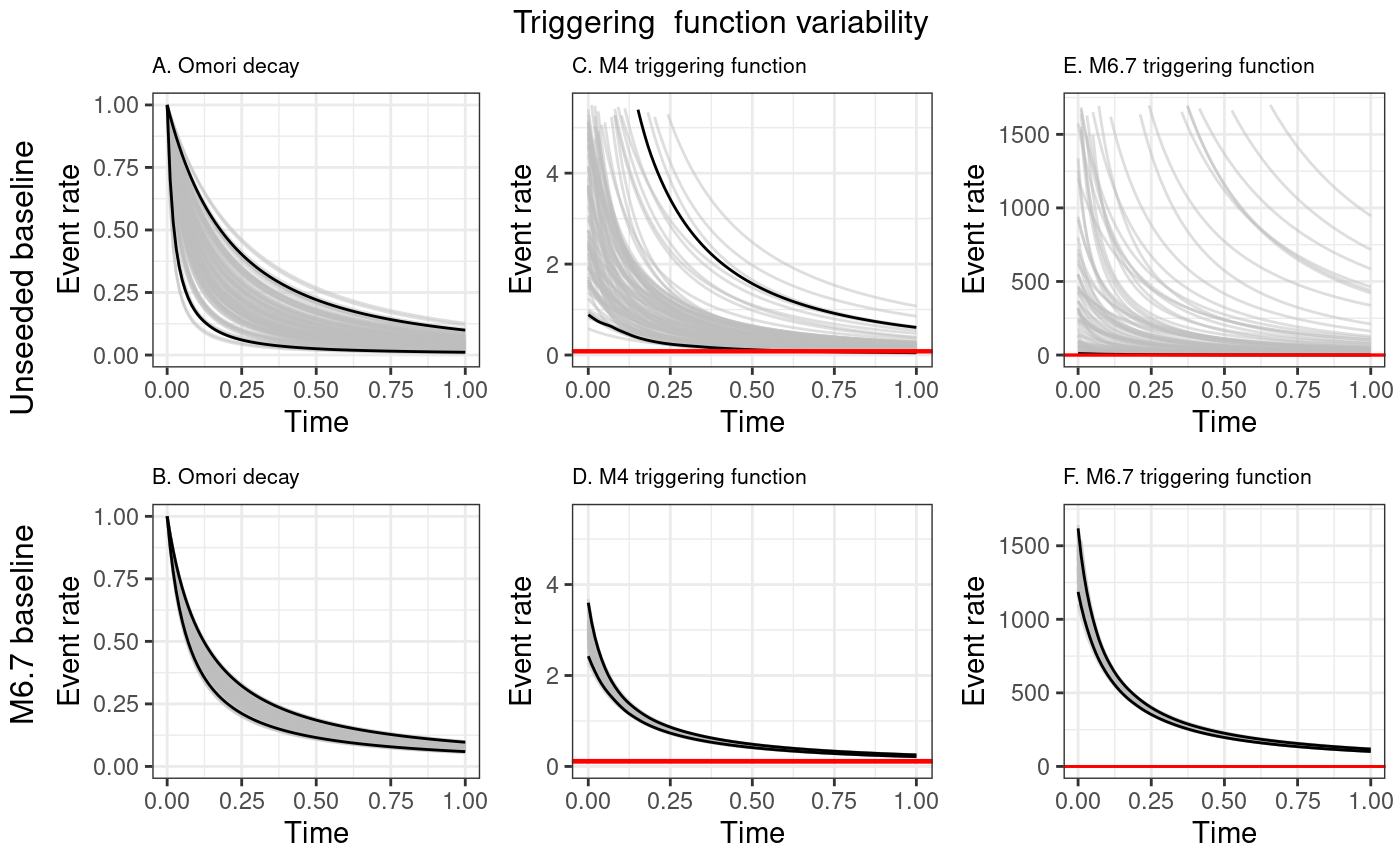 Triggering  function variability
Unseeded baseline
A. Omori decay
Event rate
1.00
0.75
0.50
0.25
0.00
0.00 0.25 0.50 0.75 1.00
Time
C. M4 triggering function
Event rate
4
2
0
0.00 0.25 0.50 0.75 1.00
Time
E. M6.7 triggering function
Event rate
1500
1000
500
0
0.00 0.25 0.50 0.75 1.00
Time
M6.7 baseline
B. Omori decay
Event rate
1.00
0.75
0.50
0.25
0.00
0.00 0.25 0.50 0.75 1.00
Time
D. M4 triggering function
Event rate
4
2
0
0.00 0.25 0.50 0.75 1.00
Time
F. M6.7 triggering function
Event rate
1500
1000
500
0
0.00 0.25 0.50 0.75 1.00
Time